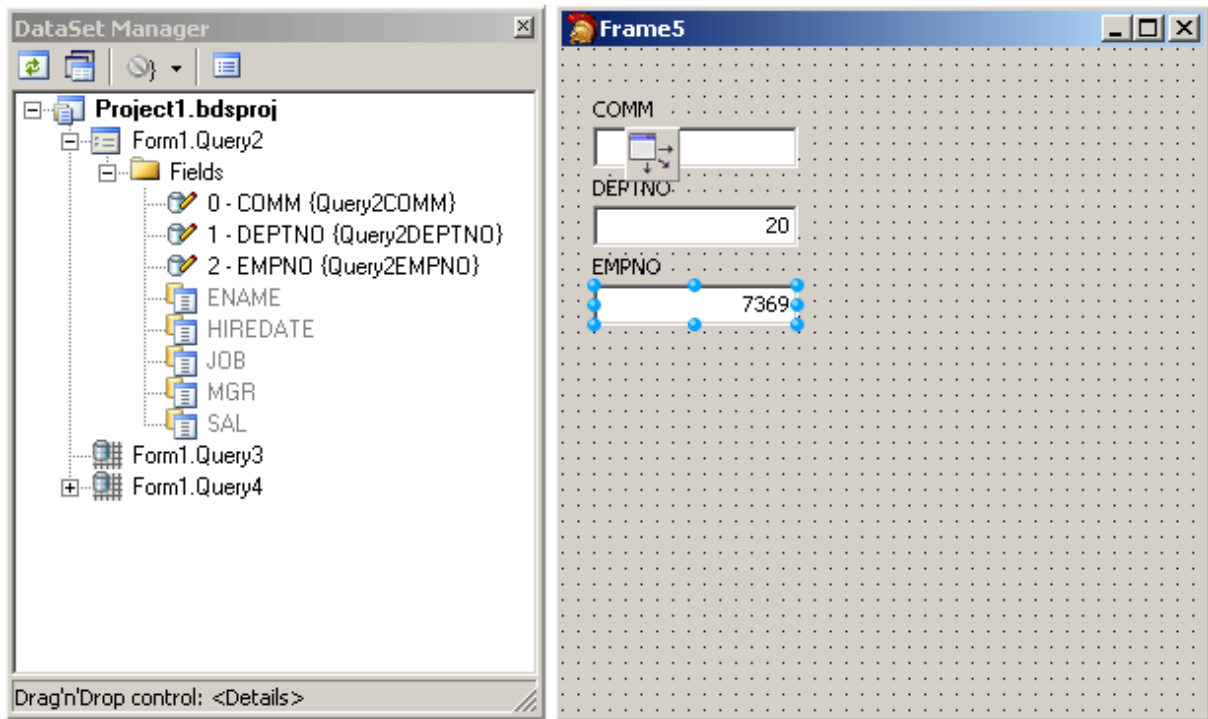 DataSet Manager
Project1.bdsproj
Form1.Query2
Fields
0 - COMM {Query2COMM}
1 - DEPTNO {Query2DEPTNO}
2 - EMPNO {Query2EMPNO}
ENAME
HIREDATE
JOB
MGR
SAL
Form1.Query3
Form1.Query4
Drag'n'Drop control: <Details>
Frame5
COMM
DEPTNO
20
EMPNO
7369